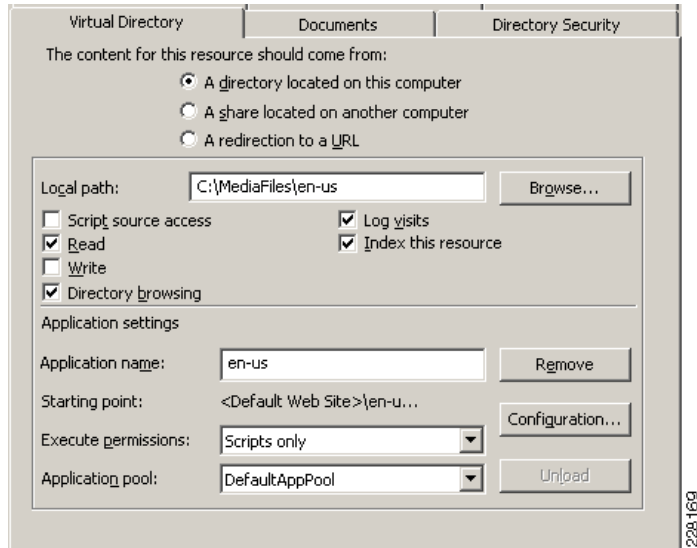 Virtual Directory
Documents
Directory Security
The content for this resource should come from:
A directory located on this computer
A share located on another computer
A redirection to a URL
Local path:
C:\MediaFiles\en-us
Browse...
Script source access
Log visits
Read
Index this resource
Write
Directory browsing
Application settings
Application name:
en-us
Remove
Starting point:
<Default Web Site>\en-u...
Configuration...
Execute permissions:
Scripts only
Application pool:
DefaultAppPool
Unload
228169